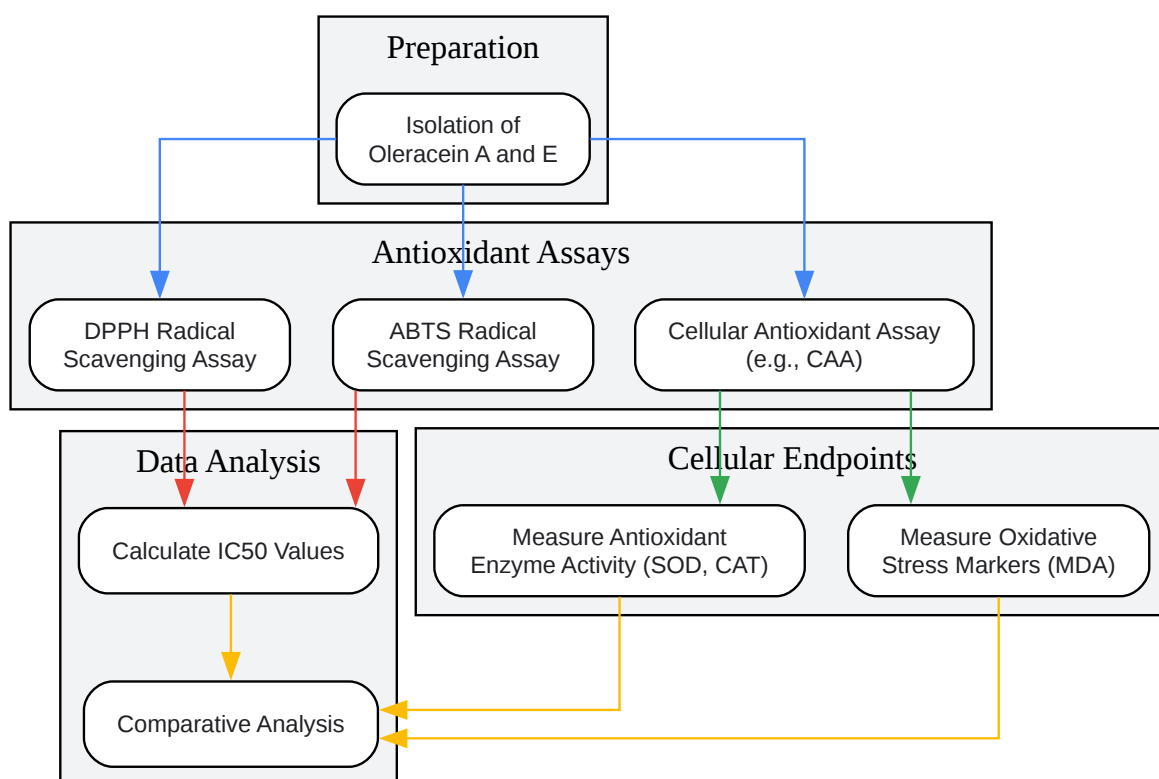 Preparation
Isolation of
Oleracein A and E
Antioxidant Assays
DPPH Radical
Scavenging Assay
ABTS Radical
Scavenging Assay
Cellular Antioxidant Assay
(e.g., CAA)
Data Analysis
Calculate IC50 Values
Comparative Analysis
Cellular Endpoints
Measure Antioxidant
Enzyme Activity (SOD, CAT)
Measure Oxidative
Stress Markers (MDA)